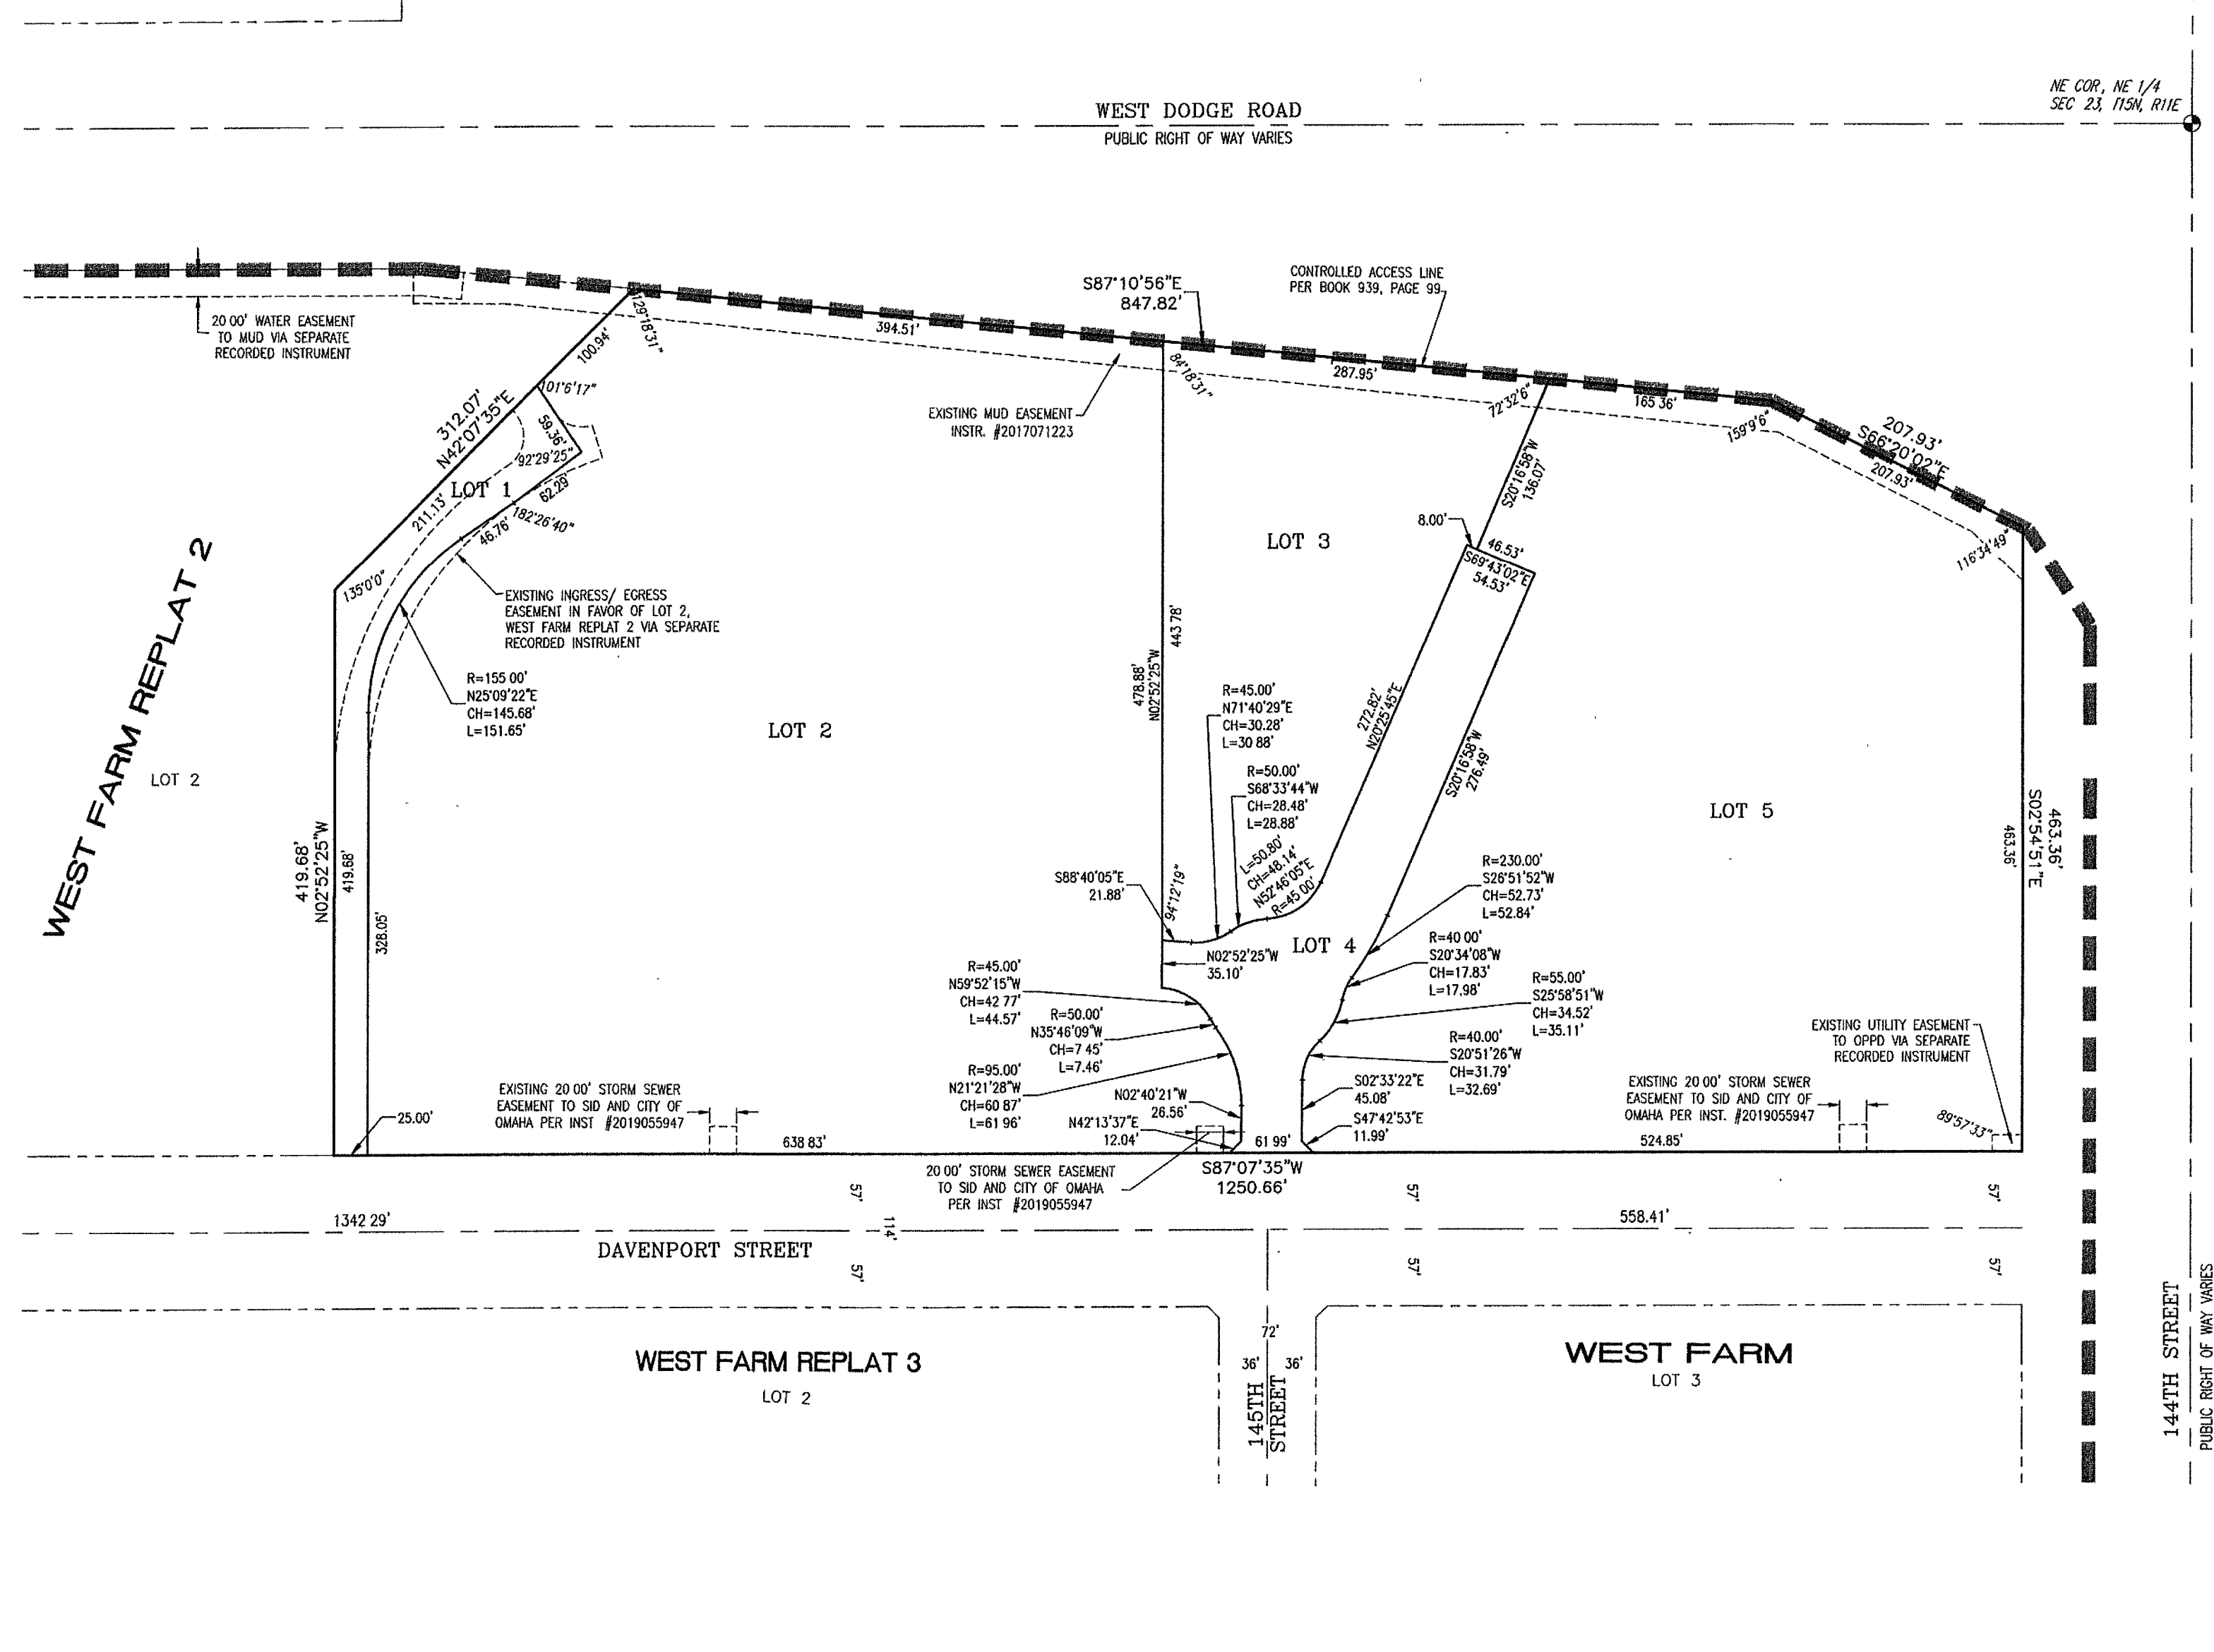 NE COR, NE 1/4
SEC 23, T15N, R11E
WEST DODGE ROAD
PUBLIC RIGHT OF WAY VARIES
CONTROLLED ACCESS LINE
PER BOOK 939, PAGE 99
S87°10'56"E
847.82'
20 00' WATER EASEMENT
TO MUD VIA SEPARATE
RECORDED INSTRUMENT
129°18'31"
394.51'
100.94'
84°18'31"
287.95'
72°32'6"
165 36'
159°9'6"
207.93'
S66°20'02"E
207.93'
116°34'49"
EXISTING MUD EASEMENT
INSTR. #2017071223
101°6'17"
59.36'
92°29'25"
312.07'
N42°07'35"E
LOT 1
62.29'
211.13'
182°26'40"
46.76'
135°0'0"
S20°16'58"W
136.07'
8.00'
46.53'
S69°43'02"E
54.53'
LOT 3
WEST FARM REPLAT 2
LOT 2
EXISTING INGRESS/ EGRESS
EASEMENT IN FAVOR OF LOT 2,
WEST FARM REPLAT 2 VIA SEPARATE
RECORDED INSTRUMENT
R=155 00'
N25°09'22"E
CH=145.68'
L=151.65'
LOT 2
443 78'
478.88'
N02°52'25"W
R=45.00'
N71°40'29"E
CH=30.28'
L=30 88'
R=50.00'
S68°33'44"W
CH=28.48'
L=28.88'
L=50.80'
CH=48.14'
N52°46'05"E
R=45 00'
272.82'
N20°25'45"E
S20°16'58"W
276.49'
LOT 5
463.36'
S02°54'51"E
463.36'
419.68'
N02°52'25"W
419.68'
328.05'
S88°40'05"E
21.88'
94°12'19"
R=230.00'
S26°51'52"W
CH=52.73'
L=52.84'
LOT 4
N02°52'25"W
35.10'
R=40 00'
S20°34'08"W
CH=17.83'
L=17.98'
R=45.00'
N59°52'15"W
CH=42 77'
L=44.57'
R=55.00'
S25°58'51"W
CH=34.52'
L=35.11'
R=50.00'
N35°46'09"W
CH=7 45'
L=7.46'
R=40.00'
S20°51'26"W
CH=31.79'
L=32.69'
R=95.00'
N21°21'28"W
CH=60 87'
L=61 96'
N02°40'21"W
26.56'
S02°33'22"E
45.08'
N42°13'37"E
12.04'
S47°42'53"E
11.99'
EXISTING UTILITY EASEMENT
TO OPPD VIA SEPARATE
RECORDED INSTRUMENT
EXISTING 20 00' STORM SEWER
EASEMENT TO SID AND CITY OF
OMAHA PER INST #2019055947
EXISTING 20 00' STORM SEWER
EASEMENT TO SID AND CITY OF
OMAHA PER INST. #2019055947
25.00'
638 83'
61 99'
524.85'
89°57'33"
20 00' STORM SEWER EASEMENT
TO SID AND CITY OF OMAHA
PER INST #2019055947
S87°07'35"W
1250.66'
57'
57'
57'
1342 29'
114'
558.41'
DAVENPORT STREET
57'
57'
57'
WEST FARM REPLAT 3
LOT 2
72'
36'
36'
145TH
STREET
WEST FARM
LOT 3
144TH STREET
PUBLIC RIGHT OF WAY VARIES